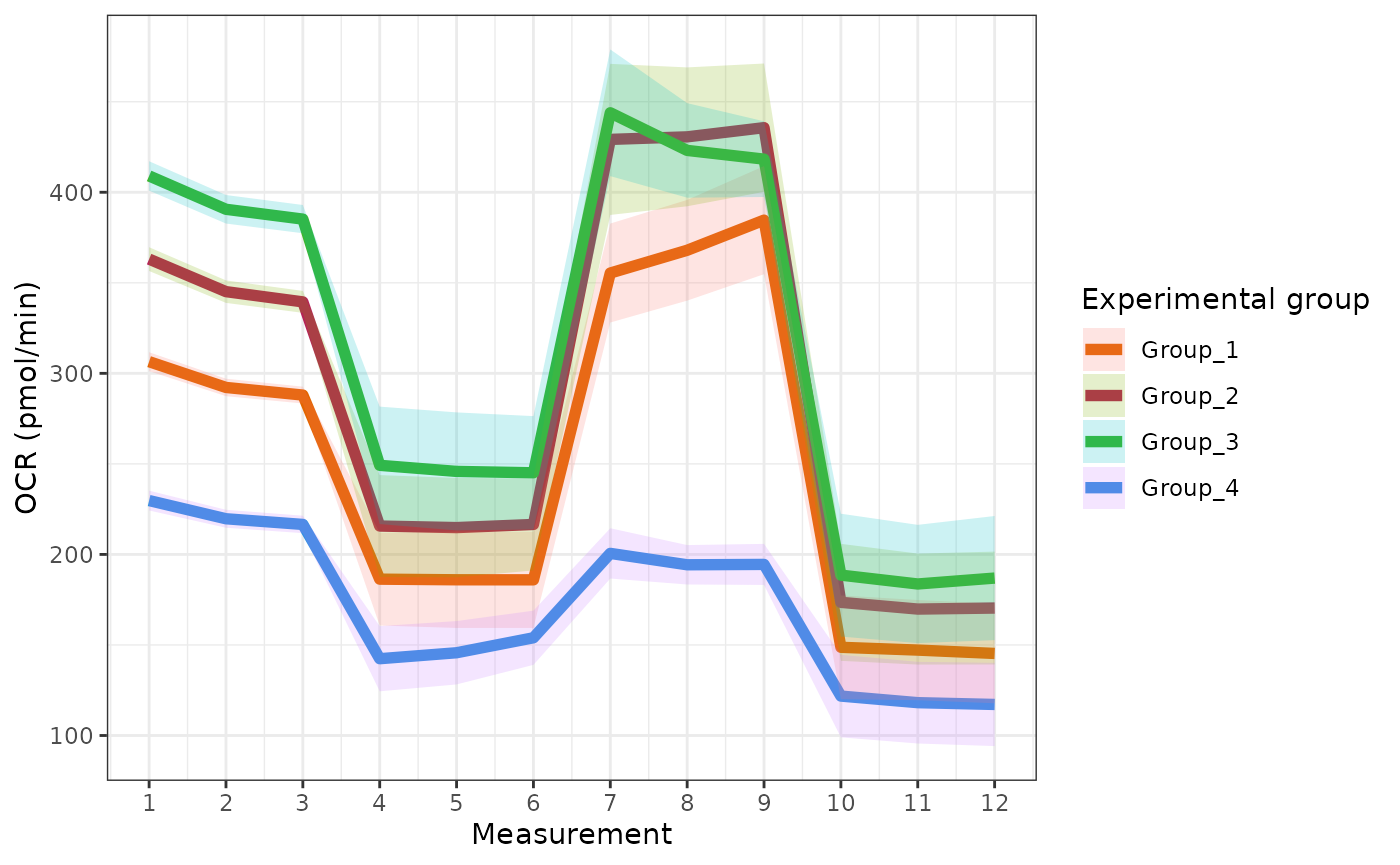 OCR (pmol/min)
400
300
200
100
1 2 3 4 5 6 7 8 9 10 11 12
Measurement
Experimental group
Group_1
Group_2
Group_3
Group_4